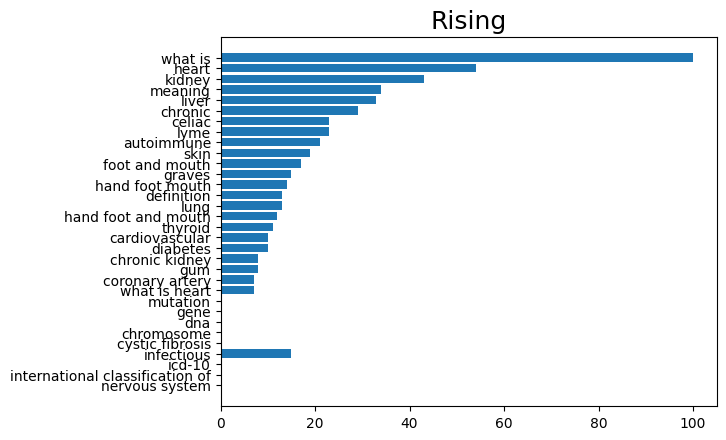 Rising
what is
heart
kidney
meaning
liver
chronic
celiac
lyme
autoimmune
skin
foot and mouth
graves
hand foot mouth
definition
lung
hand foot and mouth
thyroid
cardiovascular
diabetes
chronic kidney
gum
coronary artery
what is heart
mutation
gene
dna
chromosome
cystic fibrosis
infectious
icd-10
international classification of
nervous system
0 20 40 60 80 100